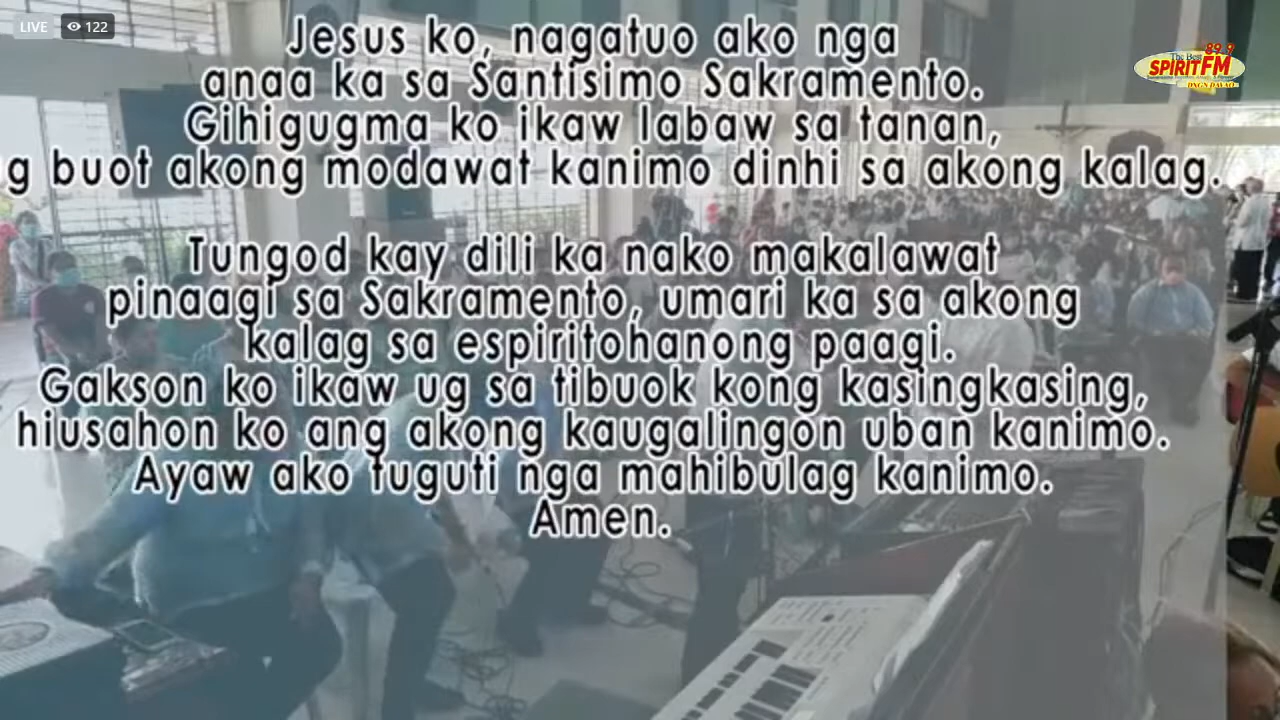 LIVE 122
89.7
The Best
SPIRIT FM
Jesus ko, nagatuo ako nga
anaa ka sa Santisimo Sakramento.
Gihigugma ko ikaw labaw sa tanan,
g buot akong modawat kanimo dinhi sa akong kalag.
Tungod kay dili ka nako makalawat
pinaagi sa Sakramento, umari ka sa akong
kalag sa espiritohanong paagi.
Gakson ko ikaw ug sa tibuok kong kasingkasing,
hiusahon ko ang akong kaugalingon uban kanimo.
Ayaw ako tuguti nga mahibulag kanimo.
Amen.